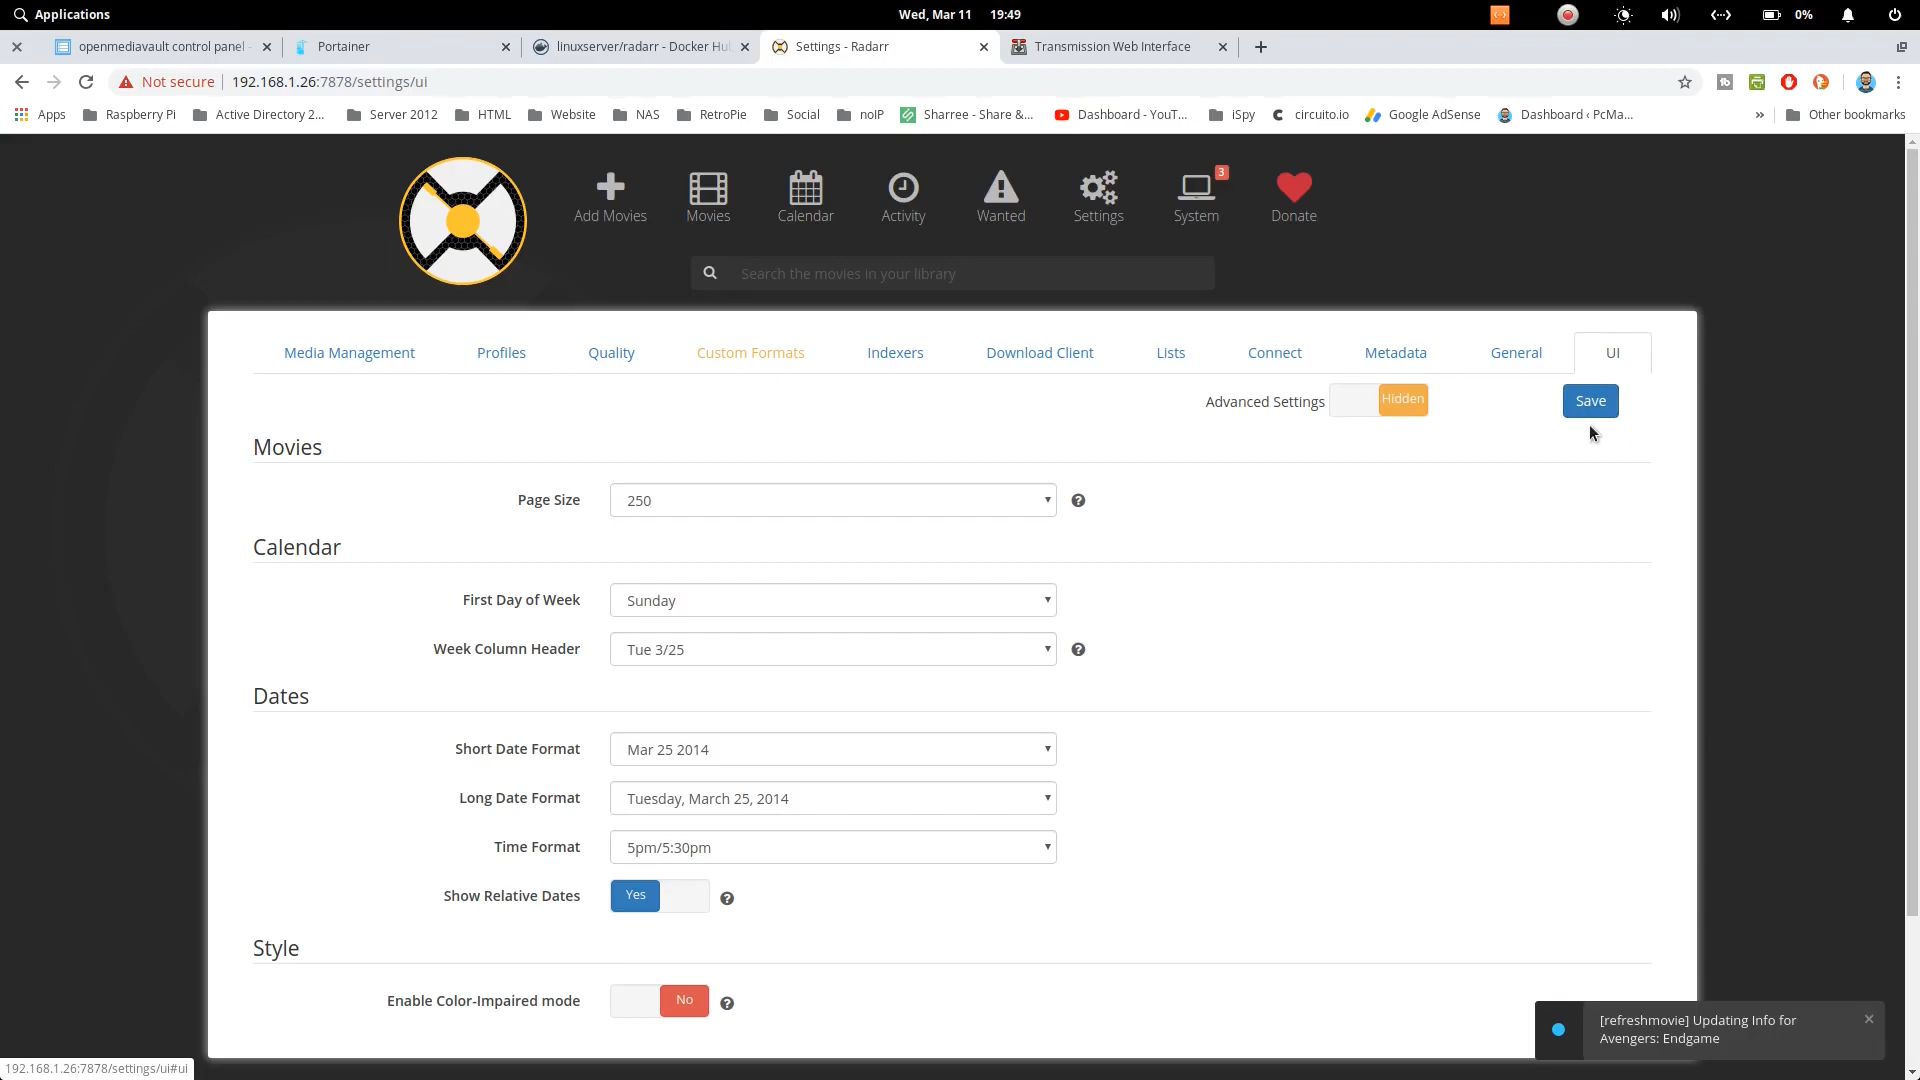 Applications
Wed, Mar 11 19:49
0%
openmediavault control panel -
Portainer
linuxserver/radarr - Docker Hu
Settings - Radarr
Transmission Web Interface
Not secure
192.168.1.26:7878/settings/ui
Apps
Raspberry Pi
Active Directory 2...
Server 2012
HTML
Website
NAS
RetroPie
Social
noIP
Sharree - Share &...
Dashboard - YouT...
iSpy
circuito.io
Google AdSense
Dashboard ‹ PcMa...
»
Other bookmarks
Add Movies
Movies
Calendar
Activity
Wanted
Settings
3
System
Donate
Search the movies in your library
Media Management
Profiles
Quality
Custom Formats
Indexers
Download Client
Lists
Connect
Metadata
General
UI
Advanced Settings
Hidden
Save
Movies
Page Size
250
Calendar
First Day of Week
Sunday
Week Column Header
Tue 3/25
Dates
Short Date Format
Mar 25 2014
Long Date Format
Tuesday, March 25, 2014
Time Format
5pm/5:30pm
Show Relative Dates
Yes
Style
Enable Color-Impaired mode
No
[refreshmovie] Updating Info for
Avengers: Endgame
192.168.1.26:7878/settings/ui#ui